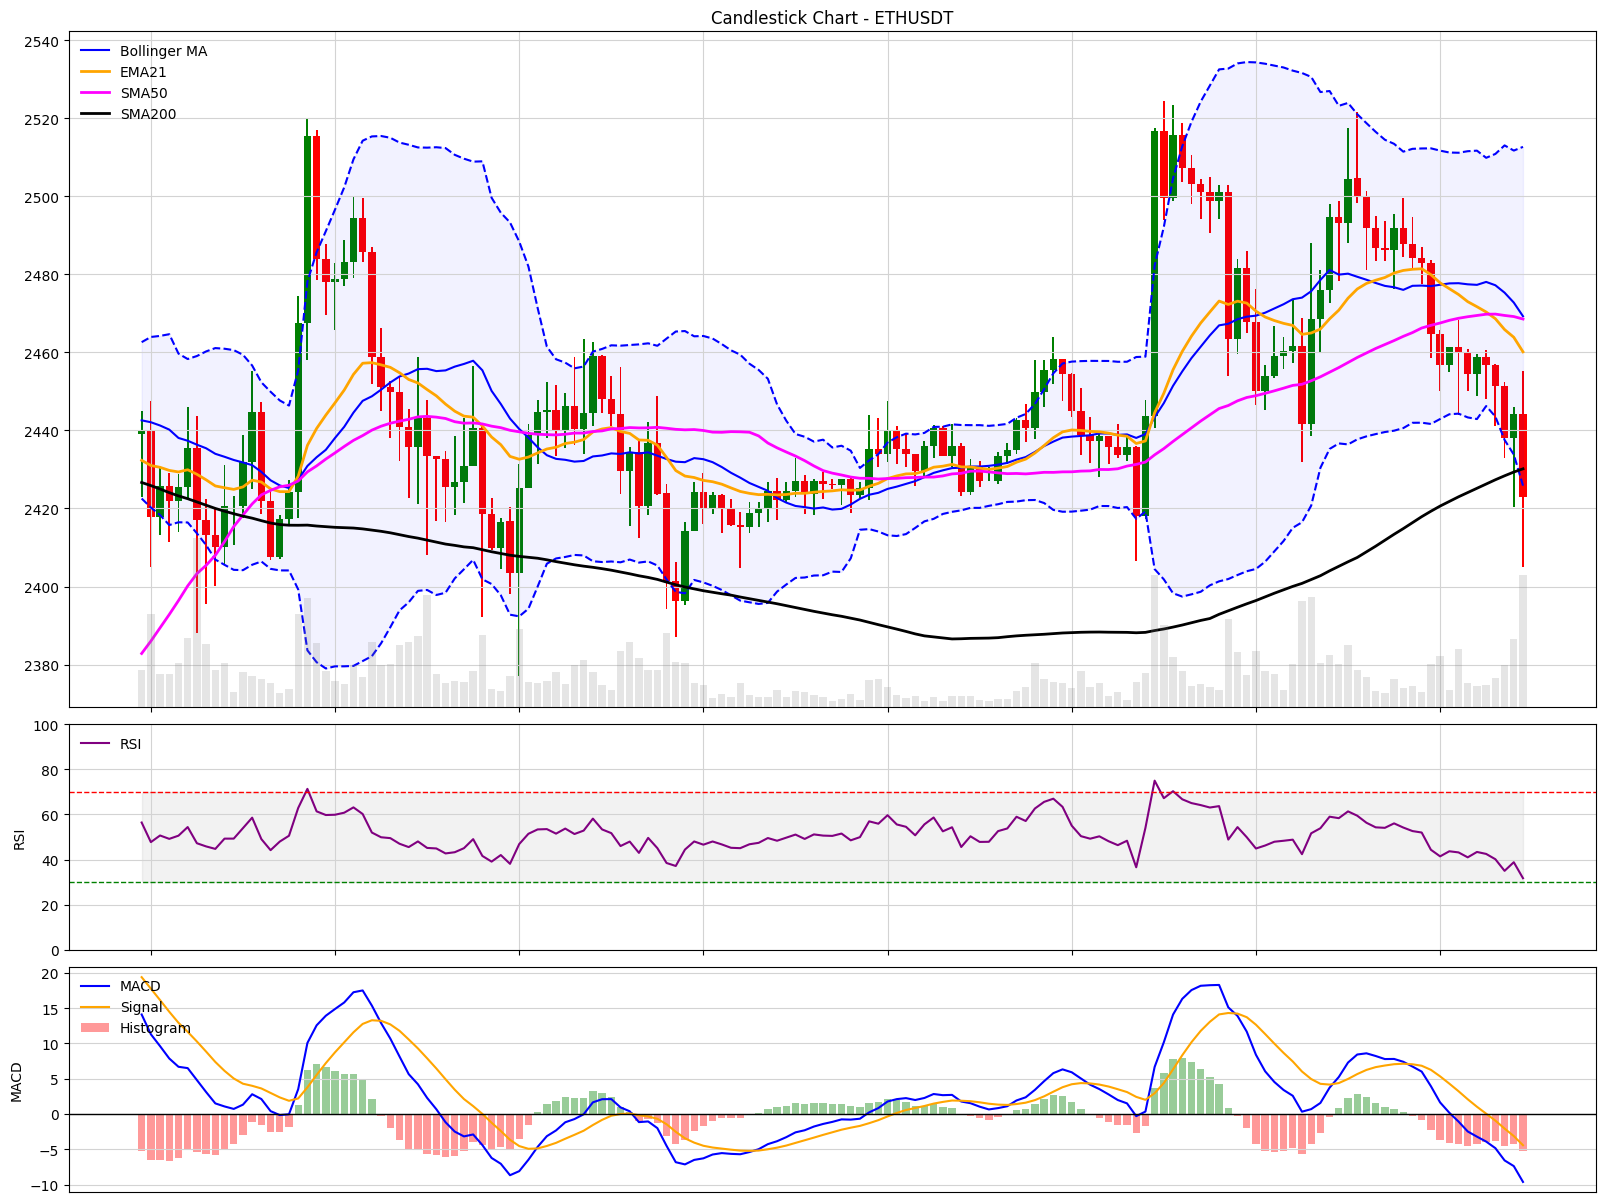 Candlestick Chart - ETHUSDT
2540
2520
2500
2480
2460
2440
2420
2400
2380
Bollinger MA
EMA21
SMA50
SMA200
100
80
60
40
20
0
RSI
RSI
20
15
10
5
0
−5
−10
MACD
MACD
Signal
Histogram